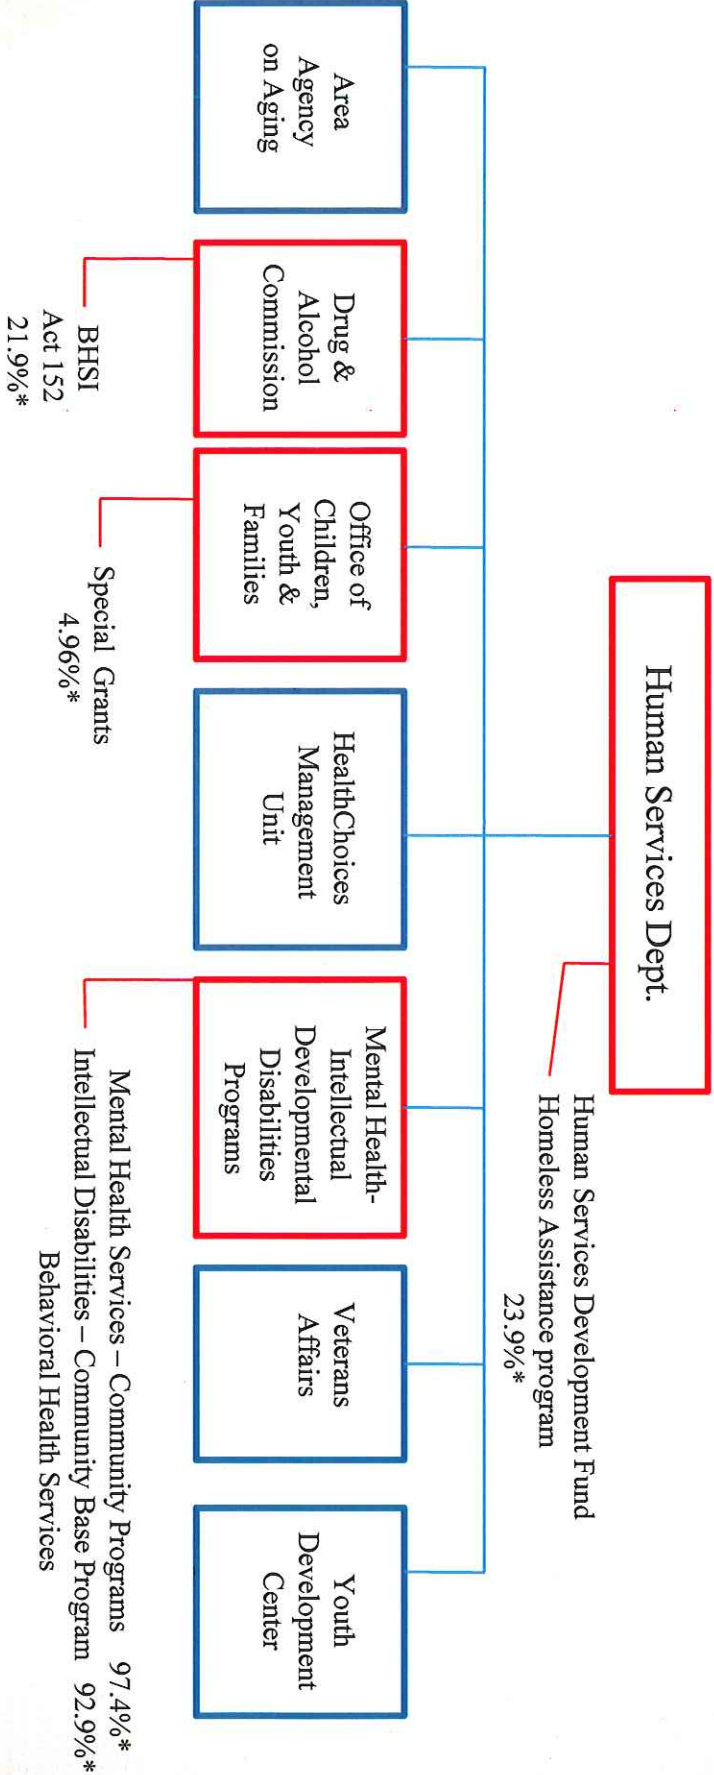 Human Services Dept.
Human Services Development Fund
Homeless Assistance program
23.9%*
Area
Agency
on Aging
Drug &
Alcohol
Commission
Office of
Children,
Youth &
Families
HealthChoices
Management
Unit
Mental Health-
Intellectual
Developmental
Disabilities
Programs
Veterans
Affairs
Youth
Development
Center
BHSI
Act 152
21.9%*
Special Grants
4.96%*
Mental Health Services – Community Programs 97.4%*
Intellectual Disabilities – Community Base Program 92.9%*
Behavioral Health Services